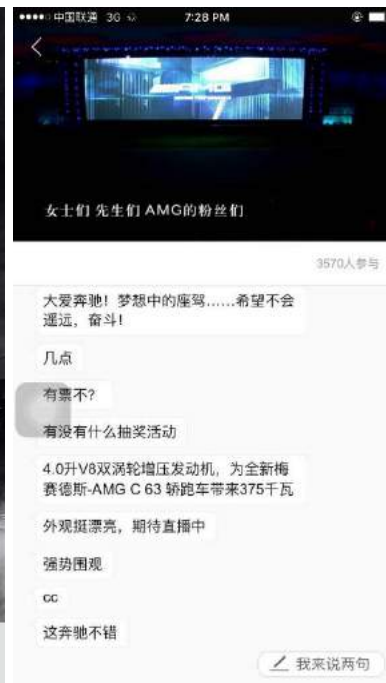 中国联通 3G 7:28 PM
女士们 先生们 AMG的粉丝们
3570人参与
大爱奔驰！梦想中的座驾……希望不会
遥远，奋斗！
几点
有票不？
有没有什么抽奖活动
4.0升V8双涡轮增压发动机，为全新梅
赛德斯-AMG C 63 轿跑车带来375千瓦
外观挺漂亮，期待直播中
强势围观
cc
这奔驰不错
我来说两句